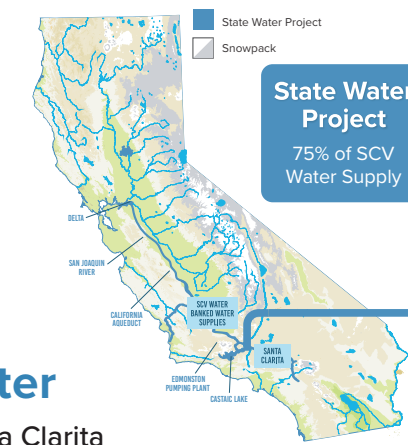 State Water Project
Snowpack
State Water
Project
75% of SCV
Water Supply
DELTA
SAN JOAQUIN
RIVER
CALIFORNIA
AQUEDUCT
SCV WATER
BANKED WATER
SUPPLIES
SANTA
CLARITA
EDMONSTON
PUMPING PLANT
CASTAIC LAKE
ter
a Clarita